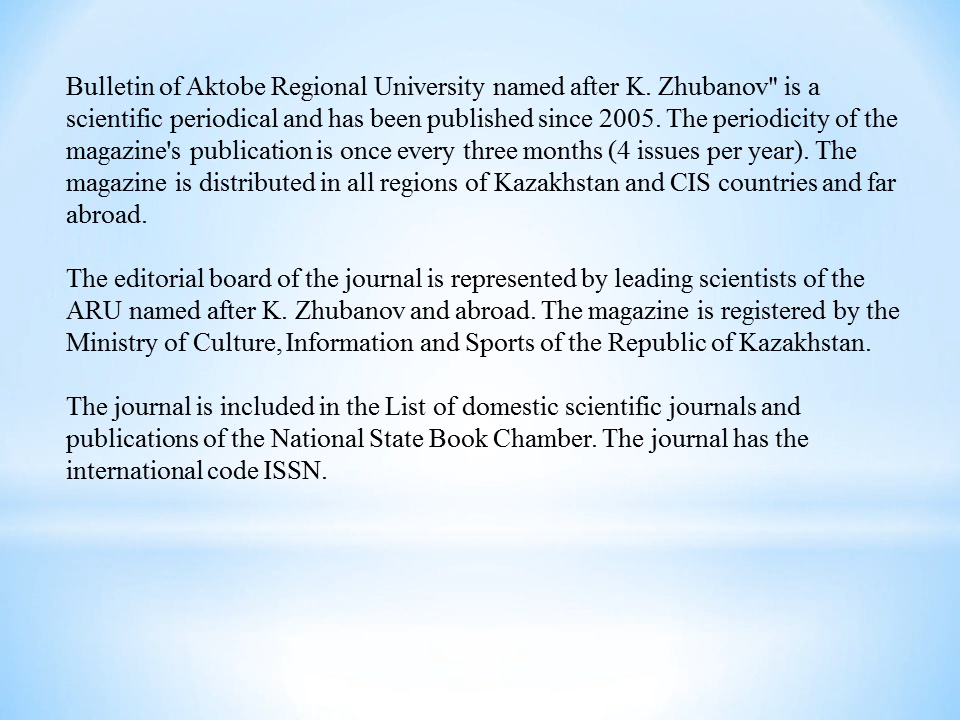 Bulletin of Aktobe Regional University named after K. Zhubanov" is a
scientific periodical and has been published since 2005. The periodicity of the
magazine's publication is once every three months (4 issues per year). The
magazine is distributed in all regions of Kazakhstan and CIS countries and far
abroad.
The editorial board of the journal is represented by leading scientists of the
ARU named after K. Zhubanov and abroad. The magazine is registered by the
Ministry of Culture, Information and Sports of the Republic of Kazakhstan.
The journal is included in the List of domestic scientific journals and
publications of the National State Book Chamber. The journal has the
international code ISSN.